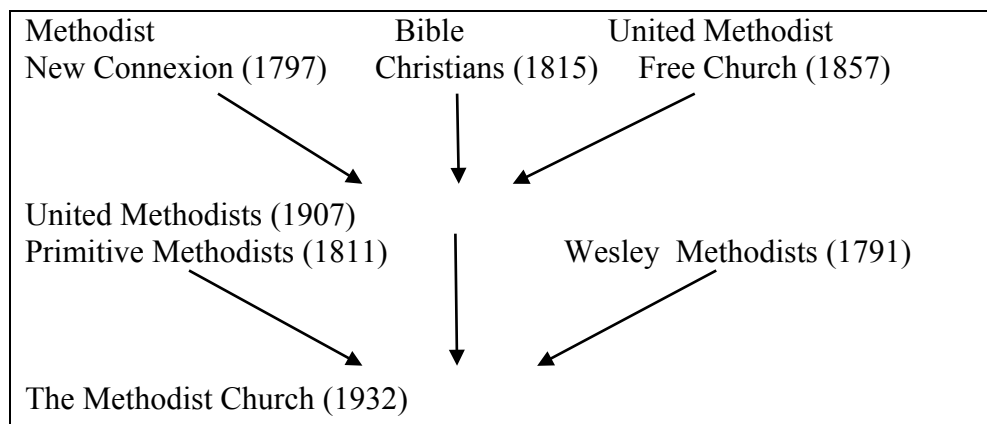 Methodist Bible United Methodist
New Connexion (1797) Christians (1815) Free Church (1857)
United Methodists (1907)
Primitive Methodists (1811) Wesley Methodists (1791)
The Methodist Church (1932)